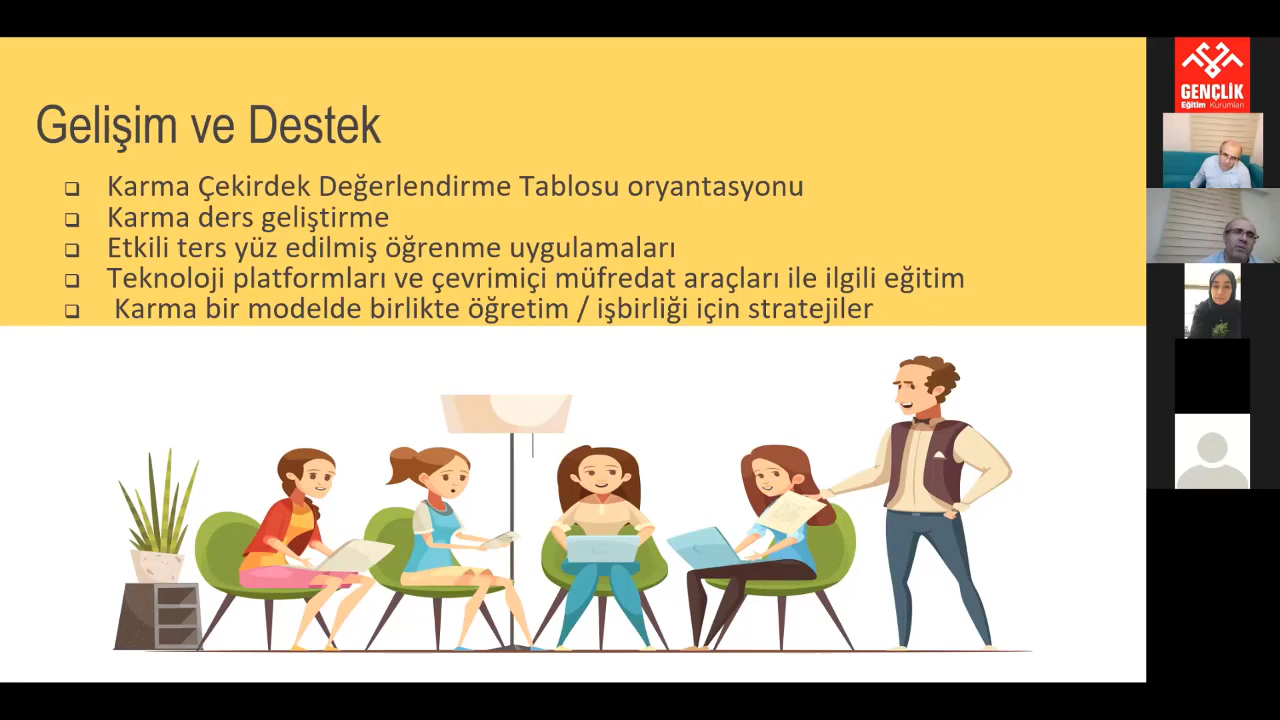 Gelişim ve Destek
Karma Çekirdek Değerlendirme Tablosu oryantasyonu
Karma ders geliştirme
Etkili ters yüz edilmiş öğrenme uygulamaları
Teknoloji platformları ve çevrimiçi müfredat araçları ile ilgili eğitim
Karma bir modelde birlikte öğretim / işbirliği için stratejiler
GENÇLİK
Eğitim Kurumları